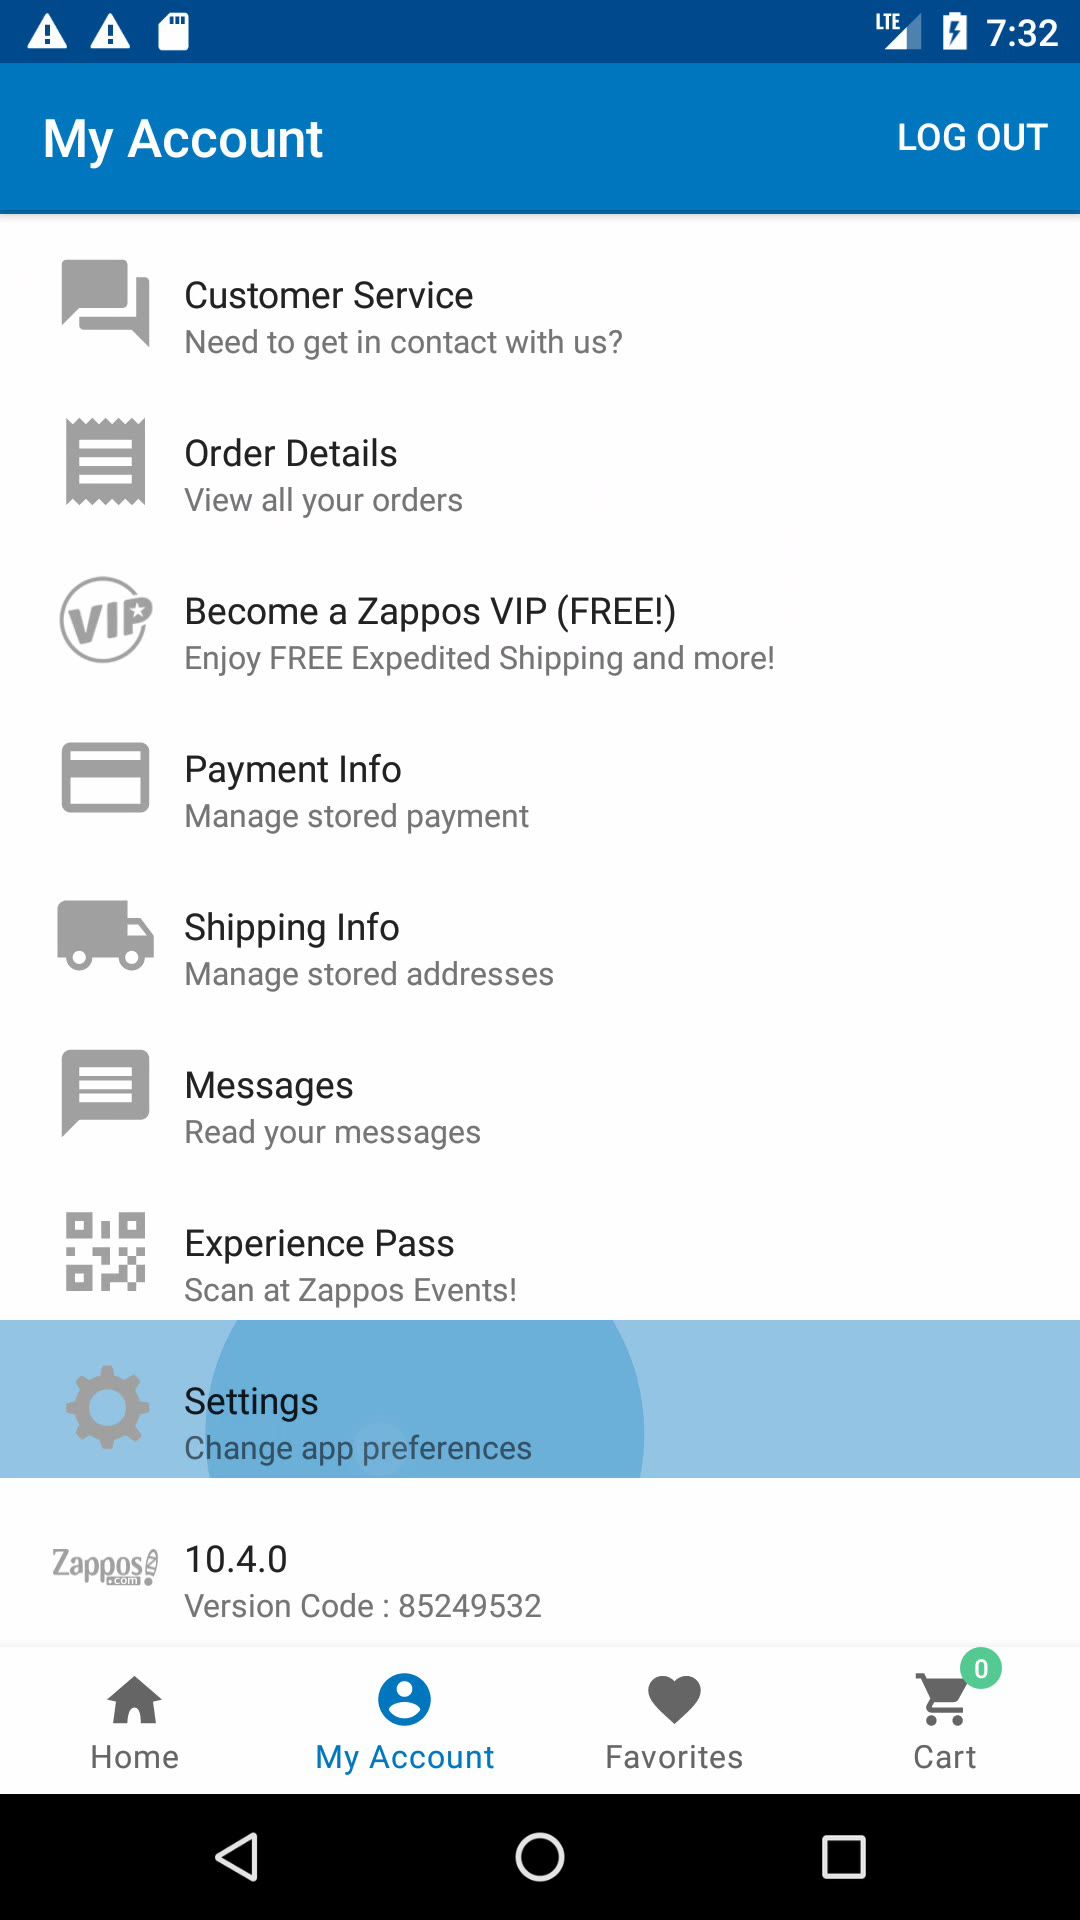 LTE 7:32
My Account LOG OUT
Customer Service
Need to get in contact with us?
Order Details
View all your orders
VIP
Become a Zappos VIP (FREE!)
Enjoy FREE Expedited Shipping and more!
Payment Info
Manage stored payment
Shipping Info
Manage stored addresses
Messages
Read your messages
Experience Pass
Scan at Zappos Events!
Settings
Change app preferences
Zappos!
.com
10.4.0
Version Code : 85249532
0
Home My Account Favorites Cart